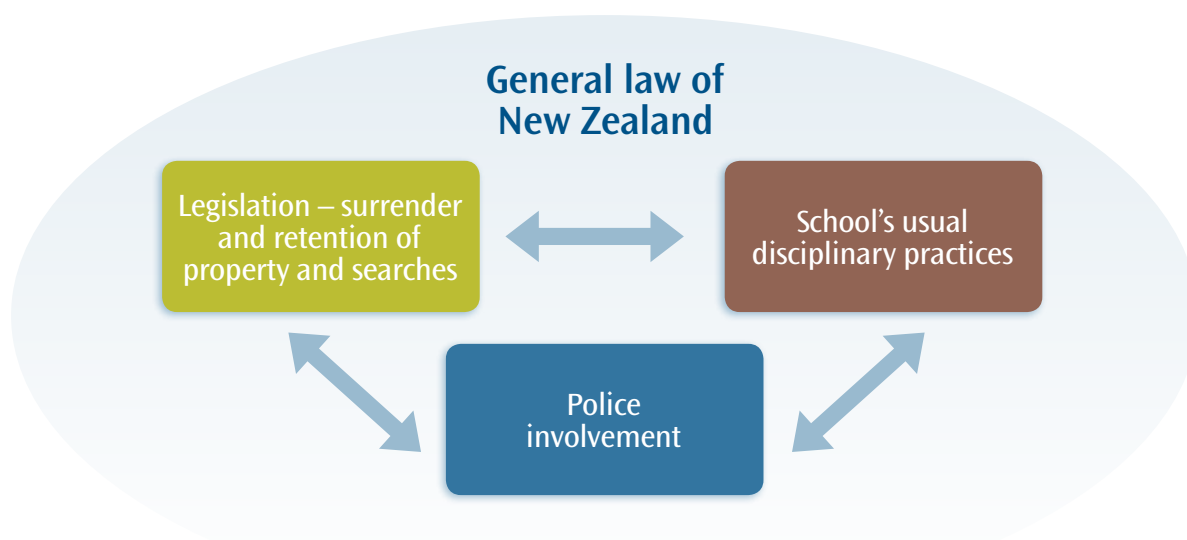 General law of
New Zealand
Legislation – surrender
and retention of
property and searches
School’s usual
disciplinary practices
Police
involvement